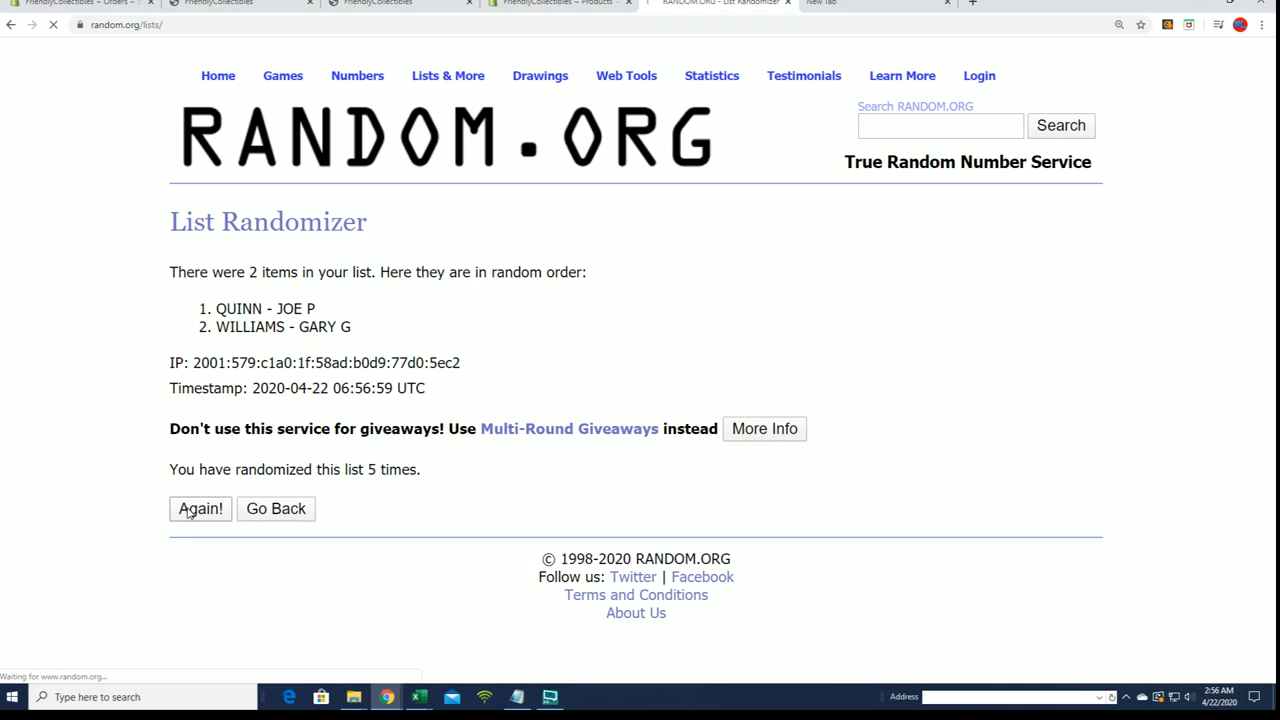 FriendlyCollectibles ~ Orders ~ S
FriendlyCollectibles
FriendlyCollectibles
FriendlyCollectibles ~ Products ~
RANDOM.ORG - List Randomizer
New Tab
random.org/lists/
Home Games Numbers Lists & More Drawings Web Tools Statistics Testimonials Learn More Login
RANDOM.ORG
Search RANDOM.ORG
Search
True Random Number Service
List Randomizer
There were 2 items in your list. Here they are in random order:
1. QUINN - JOE P
2. WILLIAMS - GARY G
IP: 2001:579:c1a0:1f:58ad:b0d9:77d0:5ec2
Timestamp: 2020-04-22 06:56:59 UTC
Don't use this service for giveaways! Use Multi-Round Giveaways instead More Info
You have randomized this list 5 times.
Again! Go Back
© 1998-2020 RANDOM.ORG
Follow us: Twitter | Facebook
Terms and Conditions
About Us
Waiting for www.random.org...
Type here to search
Address
2:56 AM
4/22/2020